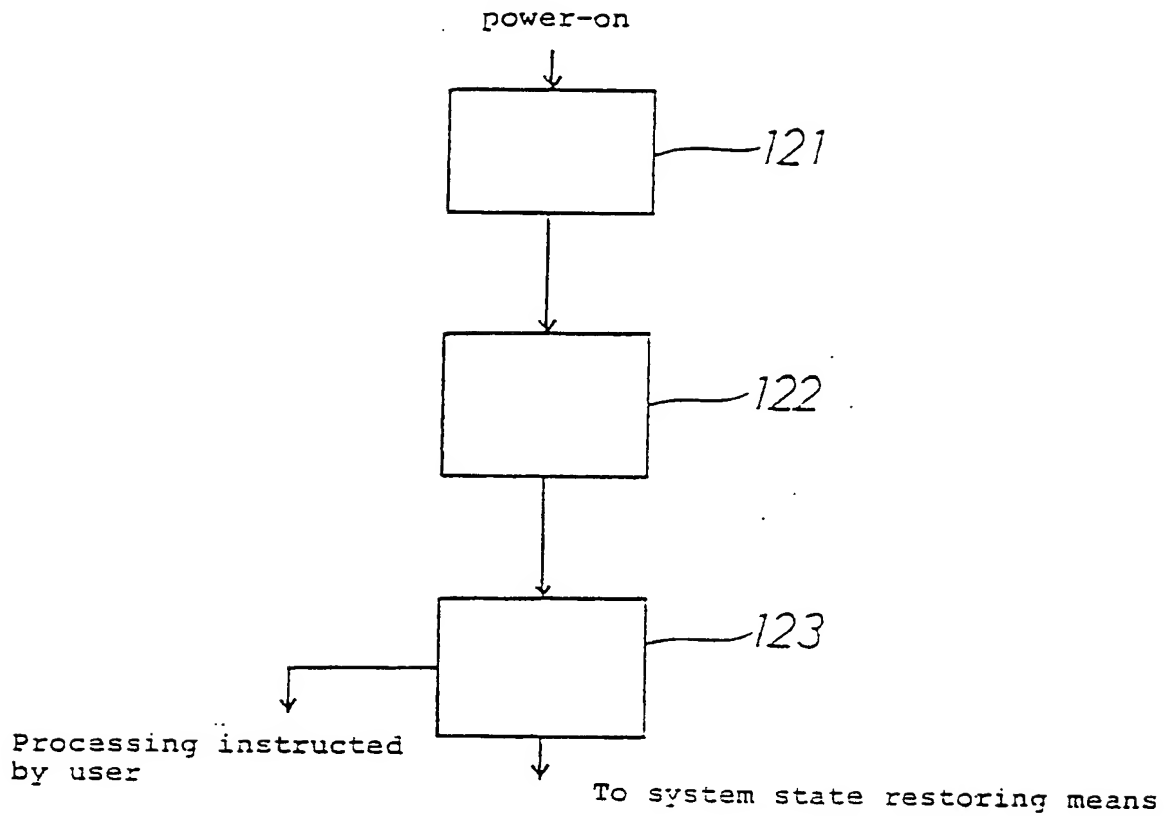 power-on
121
122
123
Processing instructed
by user
To system state restoring means